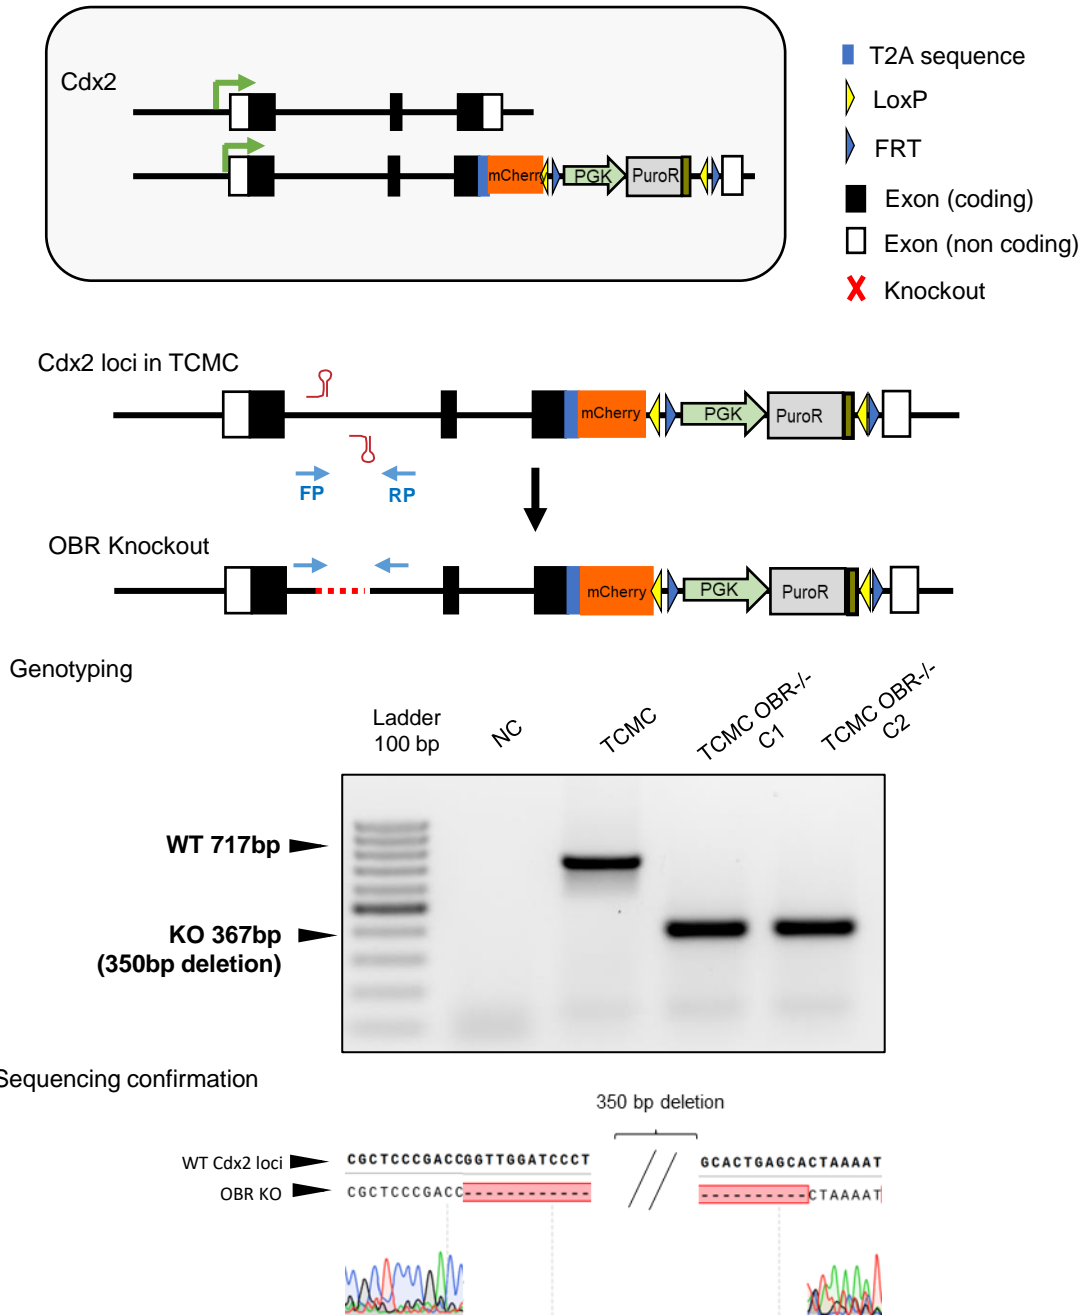 Cdx2
mCherry
PGK
PuroR
T2A sequence
LoxP
FRT
Exon (coding)
Exon (non coding)
Knockout
Cdx2 loci in TCMC
mCherry
PGK
PuroR
FP
RP
OBR Knockout
mCherry
PGK
PuroR
Genotyping
Ladder
100 bp
NC
TCMC
TCMC OBR-/-
C1
TCMC OBR-/-
C2
WT 717bp
KO 367bp
(350bp deletion)
Sequencing confirmation
350 bp deletion
WT Cdx2 loci
CGCTCCCGACCGGTTGGATCCCT
GCACTGAGCACTAAAAT
OBR KO
CGCTCCCGACC------------
----------CTAAAAT